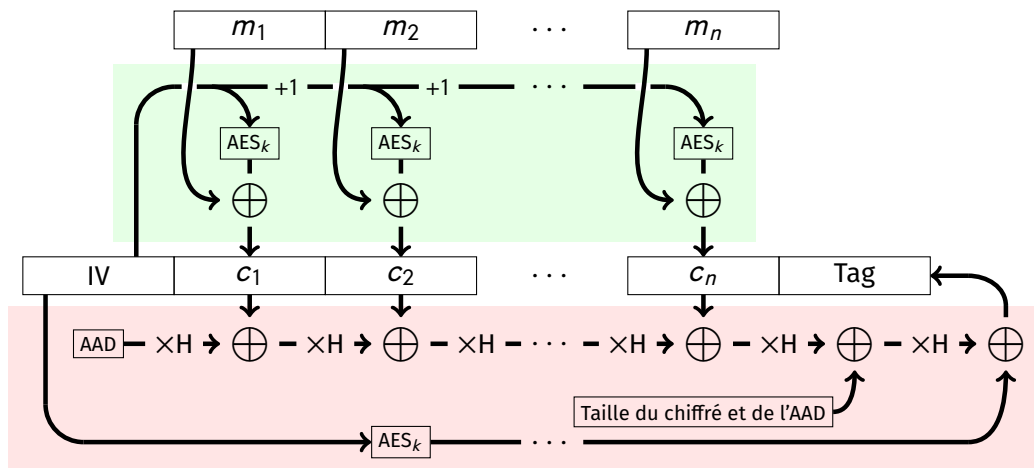 m1 m2 ··· mn
+1 +1 ···
AESk AESk AESk
IV c1 c2 ··· cn Tag
AAD ×H ×H ×H ··· ×H ×H ×H
Taille du chiffré et de l'AAD
AESk ···